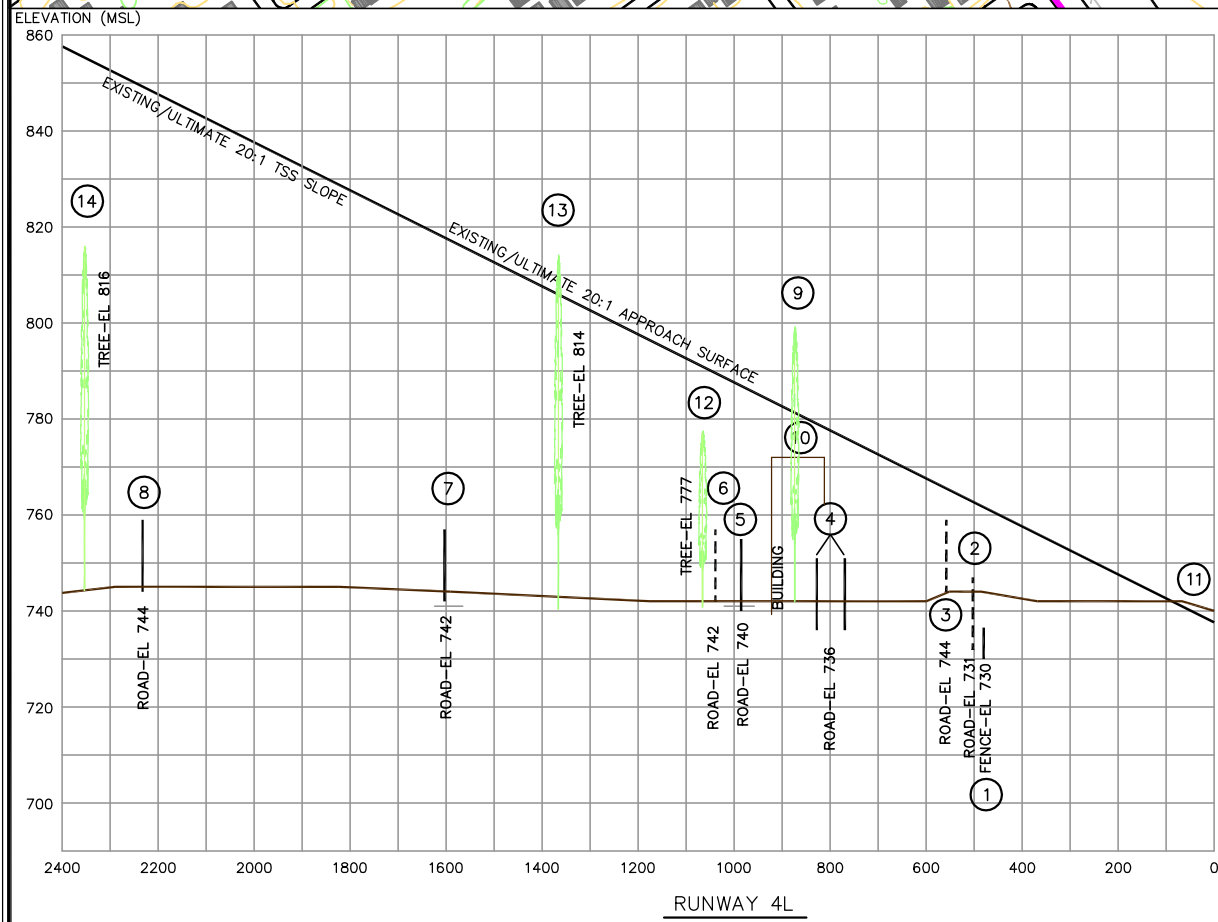 ELEVATION (MSL)
860
840
820
800
780
760
740
720
700
EXISTING/ULTIMATE 20:1 TSS SLOPE
EXISTING/ULTIMATE 20:1 APPROACH SURFACE
14
TREE-EL 816
8
ROAD-EL 744
7
ROAD-EL 742
13
TREE-EL 814
12
TREE-EL 777
6
ROAD-EL 742
5
ROAD-EL 740
9
10
BUILDING
4
ROAD-EL 736
3
ROAD-EL 744
2
ROAD-EL 731
FENCE-EL 730
1
11
2400 2200 2000 1800 1600 1400 1200 1000 800 600 400 200 0
RUNWAY 4L